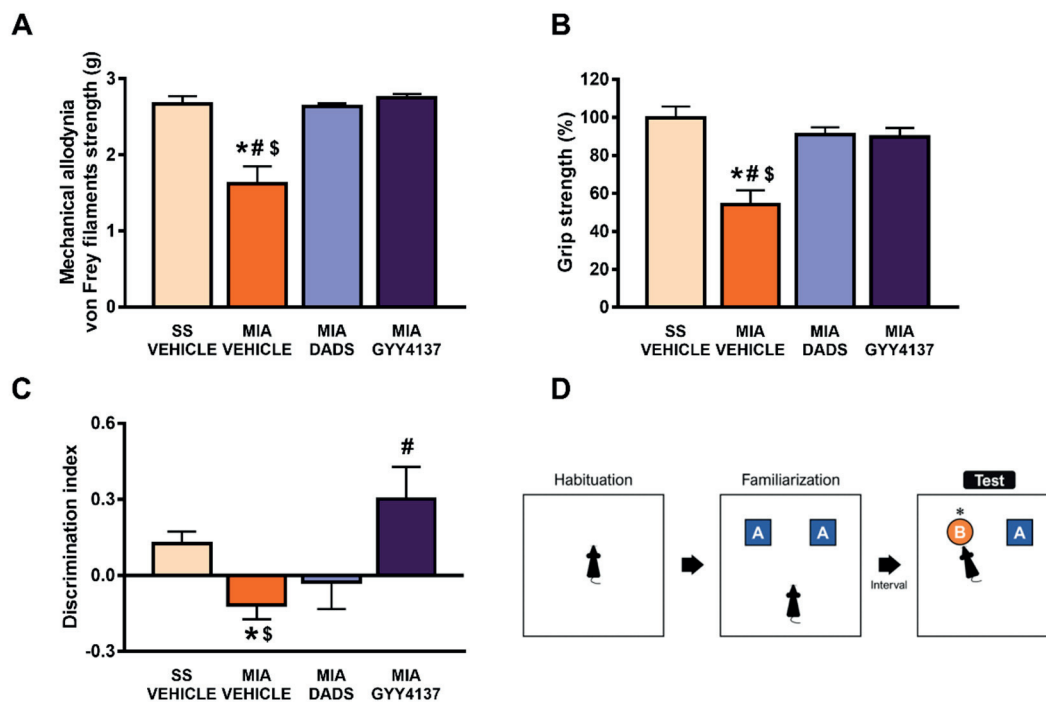 A
Mechanical allodynia
von Frey filaments strength (g)
3
2
1
0
*# $
SS
VEHICLE
MIA
VEHICLE
MIA
DADS
MIA
GYY4137
B
Grip strength (%)
120
100
80
60
40
20
0
*# $
SS
VEHICLE
MIA
VEHICLE
MIA
DADS
MIA
GYY4137
C
Discrimination index
0.6
0.3
0.0
-0.3
* $
#
SS
VEHICLE
MIA
VEHICLE
MIA
DADS
MIA
GYY4137
D
Habituation
Familiarization
A A
Interval
Test
*
B A